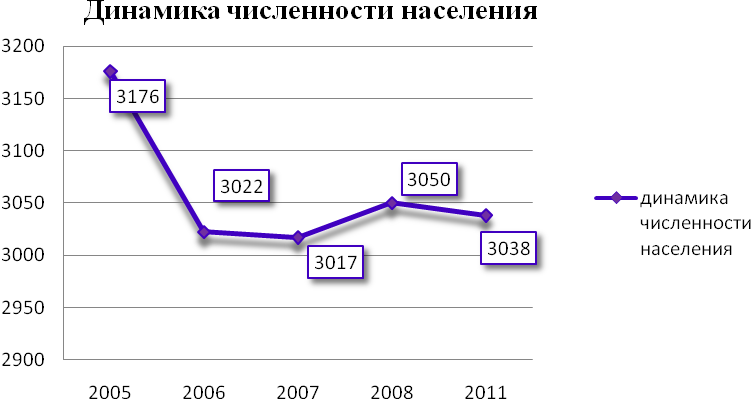 Динамика численности населения
3200
3150
3100
3050
3000
2950
2900
3176
3022
3017
3050
3038
2005 2006 2007 2008 2011
динамика
численности
населения